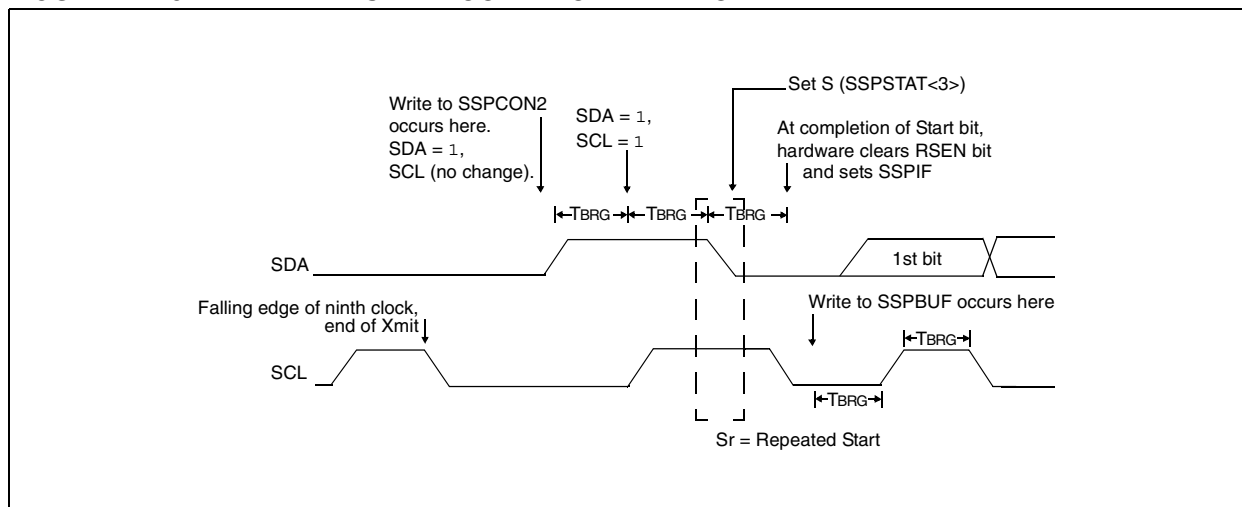 Set S (SSPSTAT<3>)
Write to SSPCON2
occurs here.
SDA = 1,
SCL (no change).
SDA = 1,
SCL = 1
At completion of Start bit,
hardware clears RSEN bit
and sets SSPIF
TBRG
TBRG
TBRG
SDA
1st bit
Falling edge of ninth clock,
end of Xmit
Write to SSPBUF occurs here
TBRG
SCL
TBRG
Sr = Repeated Start